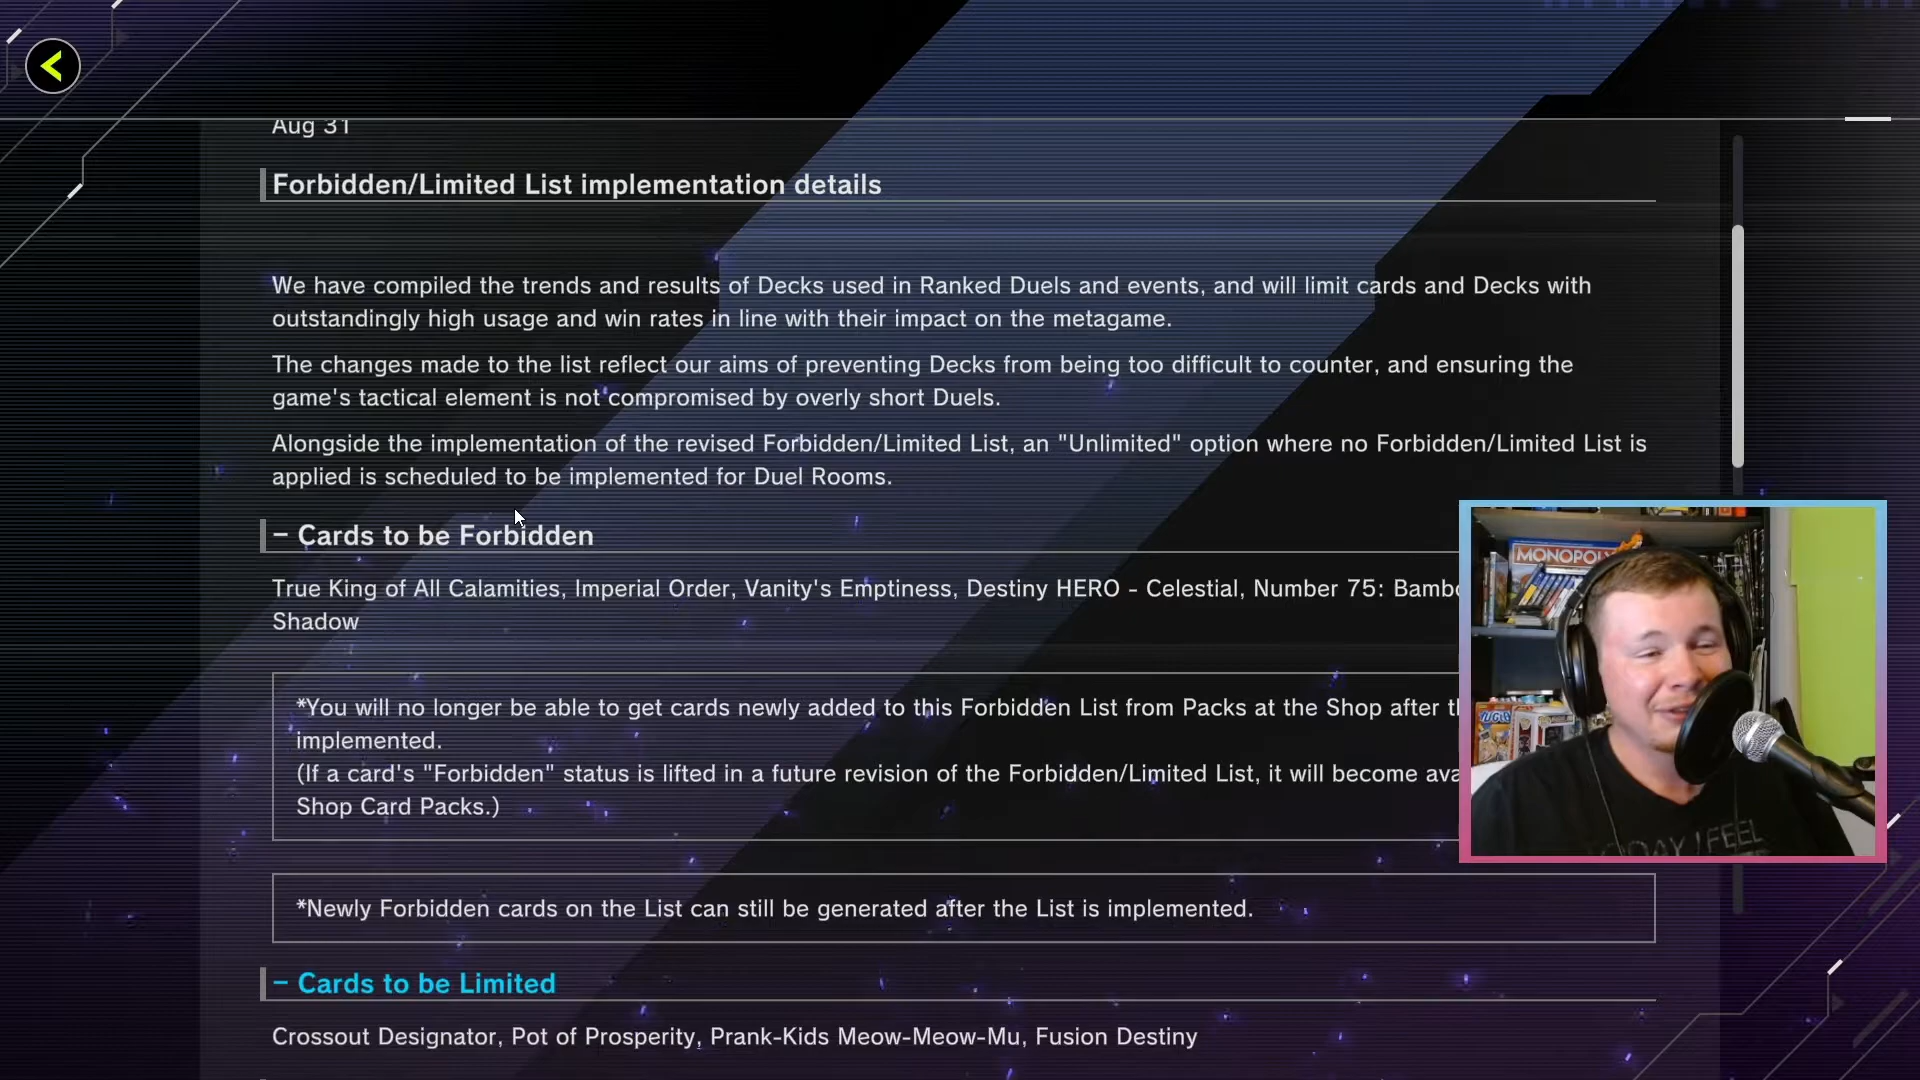 Aug 31
Forbidden/Limited List implementation details
We have compiled the trends and results of Decks used in Ranked Duels and events, and will limit cards and Decks with
outstandingly high usage and win rates in line with their impact on the metagame.
The changes made to the list reflect our aims of preventing Decks from being too difficult to counter, and ensuring the
game's tactical element is not compromised by overly short Duels.
Alongside the implementation of the revised Forbidden/Limited List, an "Unlimited" option where no Forbidden/Limited List is
applied is scheduled to be implemented for Duel Rooms.
– Cards to be Forbidden
True King of All Calamities, Imperial Order, Vanity's Emptiness, Destiny HERO - Celestial, Number 75:
Shadow
*You will no longer be able to get cards newly added to this Forbidden List from Packs at the Shop after
implemented.
(If a card's "Forbidden" status is lifted in a future revision of the Forbidden/Limited List, it will become
Shop Card Packs.)
*Newly Forbidden cards on the List can still be generated after the List is implemented.
– Cards to be Limited
Crossout Designator, Pot of Prosperity, Prank-Kids Meow-Meow-Mu, Fusion Destiny
MONOPOLY
I FEEL